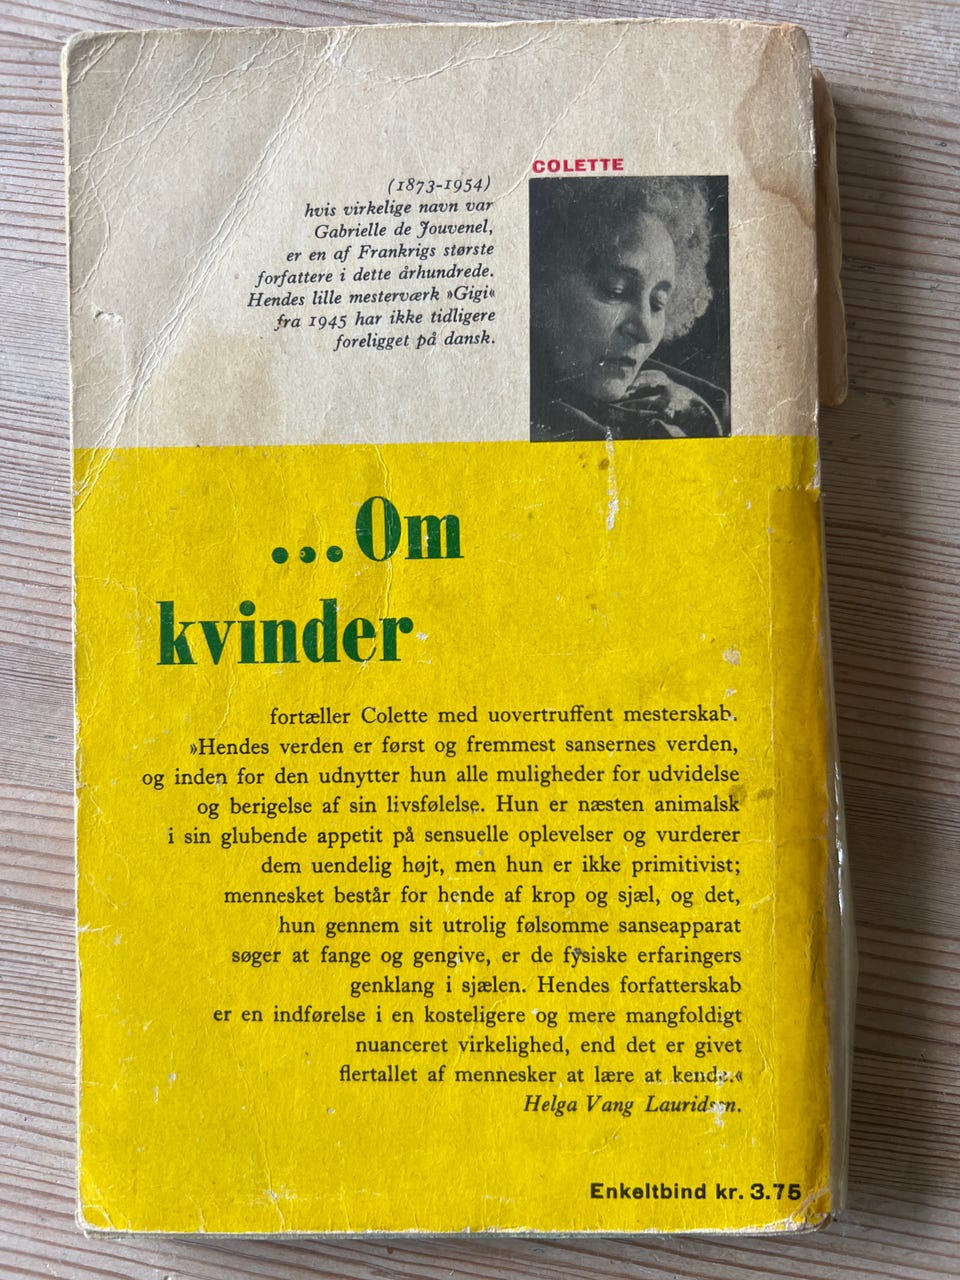 COLETTE
(1873-1954)
hvis virkelige navn var
Gabrielle de Jouvenel,
er en af Frankrigs største
forfattere i dette århundrede.
Hendes lille mesterværk »Gigi«
fra 1945 har ikke tidligere
foreligget på dansk.
...Om
kvinder
fortæller Colette med uovertruffent mesterskab.
»Hendes verden er først og fremmest sansernes verden,
og inden for den udnytter hun alle muligheder for udvidelse
og berigelse af sin livsfølelse. Hun er næsten animalsk
i sin glubende appetit på sensuelle oplevelser og vurderer
dem uendelig højt, men hun er ikke primitivist;
mennesket består for hende af krop og sjæl, og det,
hun gennem sit utrolig følsomme sanseapparat
søger at fange og gengive, er de fysiske erfaringers
genklang i sjælen. Hendes forfatterskab
er en indførelse i en kosteligere og mere mangfoldigt
nuanceret virkelighed, end det er givet
flertallet af mennesker at lære at kende.«
Helga Vang Lauridsen.
Enkeltbind kr. 3.75